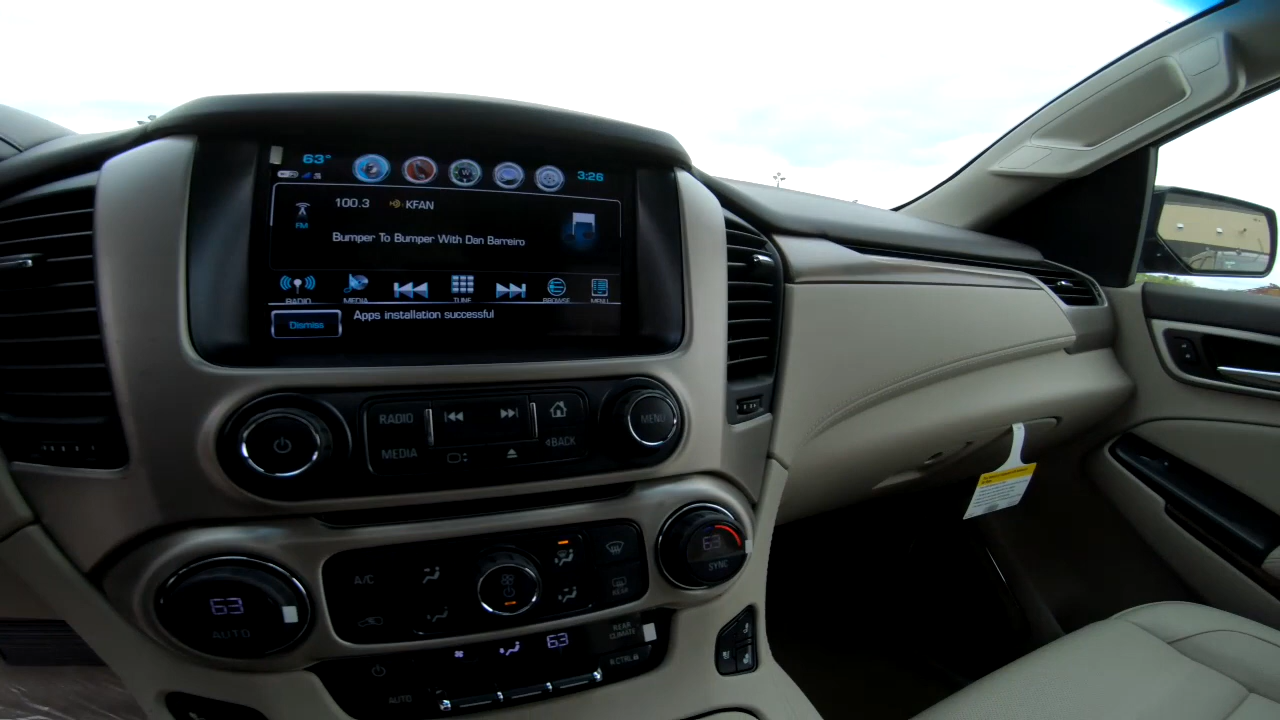 63°
3:26
100.3 KFAN
FM
Bumper To Bumper With Dan Barreiro
RADIO MEDIA TUNE BROWSE MENU
Dismiss Apps installation successful
RADIO
MEDIA
BACK
MENU
A/C
REAR
63
AUTO
63
SYNC
63
REAR
CLIMATE
AUTO